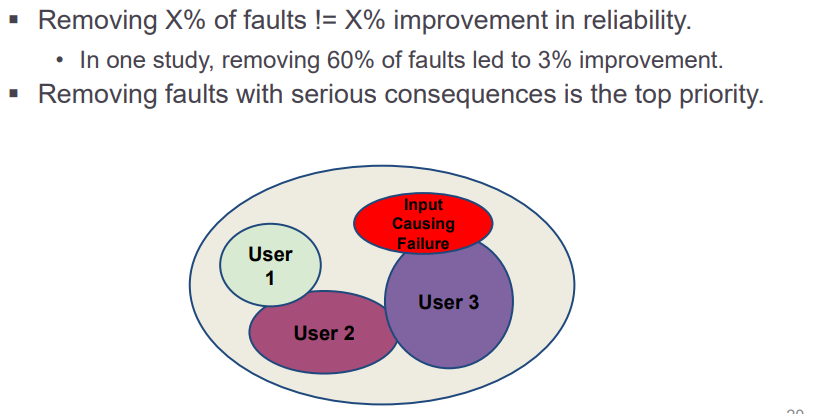 ▪ Removing X% of faults != X% improvement in reliability.
• In one study, removing 60% of faults led to 3% improvement.
▪ Removing faults with serious consequences is the top priority.
Input
Causing
Failure
User
1
User 3
User 2